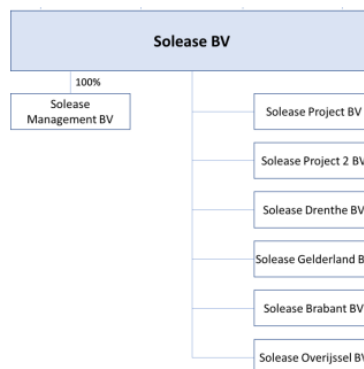 Solease BV
100%
Solease
Management BV
Solease Project BV
Solease Project 2 BV
Solease Drenthe BV
Solease Gelderland B
Solease Brabant BV
Solease Overijssel BV